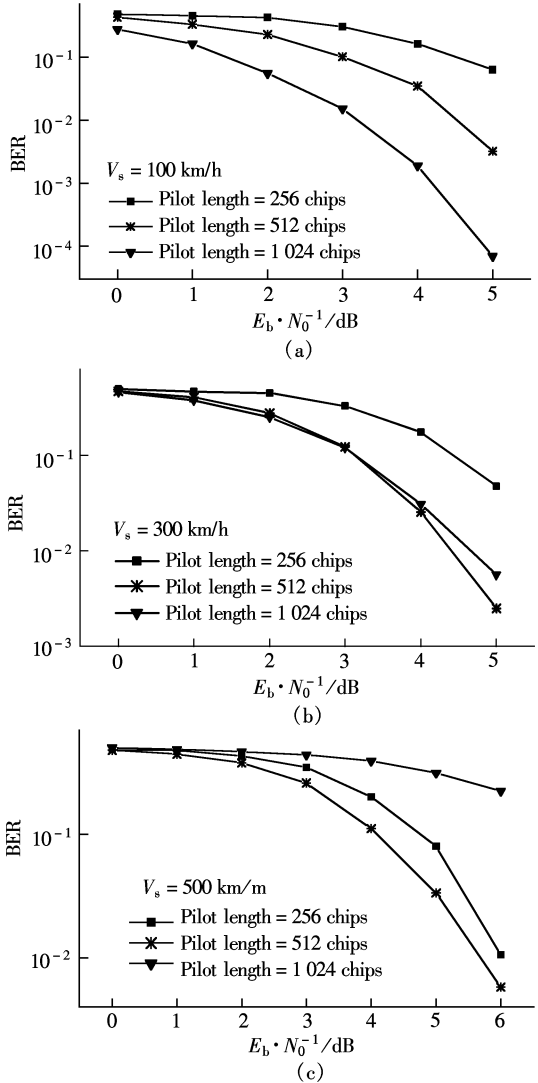 10⁻¹
10⁻²
10⁻³
10⁻⁴
BER
Vₛ = 100 km/h
Pilot length = 256 chips
Pilot length = 512 chips
Pilot length = 1 024 chips
0 1 2 3 4 5
E_b · N₀⁻¹/dB
(a)
10⁻¹
10⁻²
10⁻³
BER
Vₛ = 300 km/h
Pilot length = 256 chips
Pilot length = 512 chips
Pilot length = 1 024 chips
0 1 2 3 4 5
E_b · N₀⁻¹/dB
(b)
10⁻¹
10⁻²
BER
Vₛ = 500 km/m
Pilot length = 256 chips
Pilot length = 512 chips
Pilot length = 1 024 chips
0 1 2 3 4 5 6
E_b · N₀⁻¹/dB
(c)